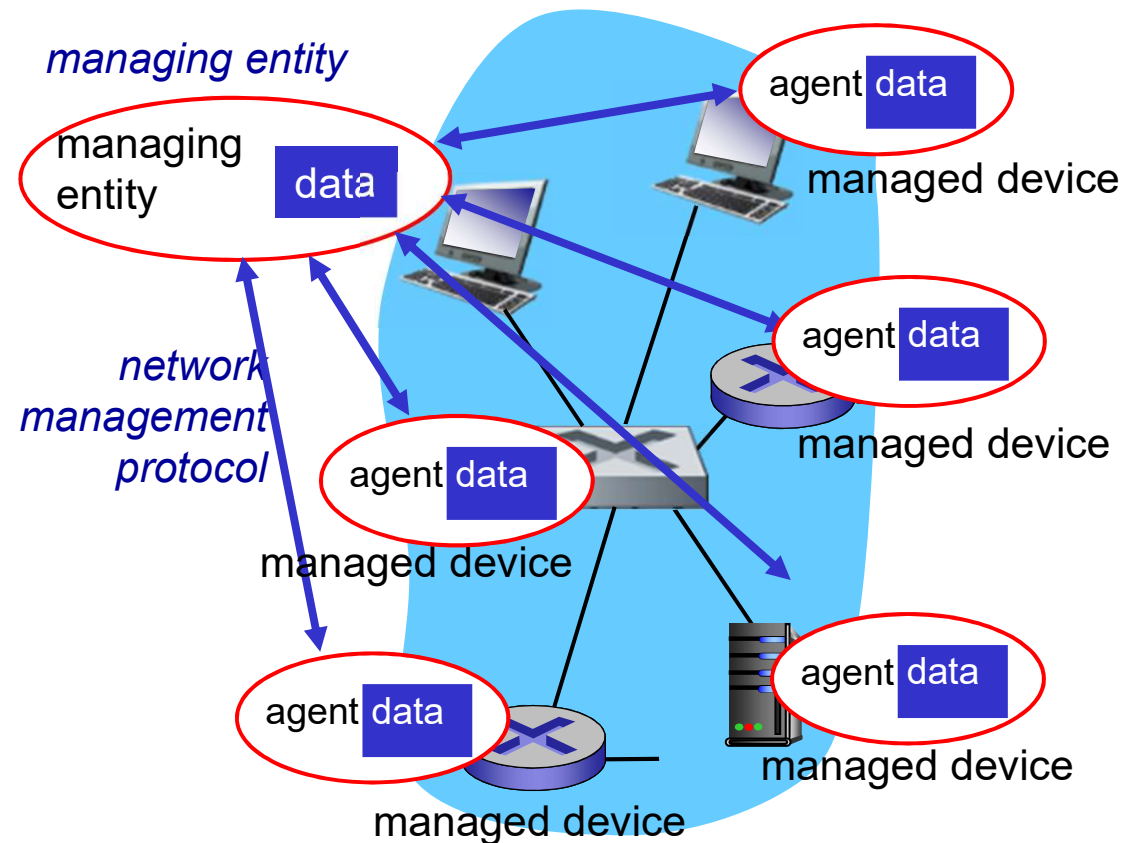 managing entity
managing
entity
data
agent data
managed device
agent data
managed device
network
management
protocol
agent data
managed device
agent data
managed device
agent data
managed device